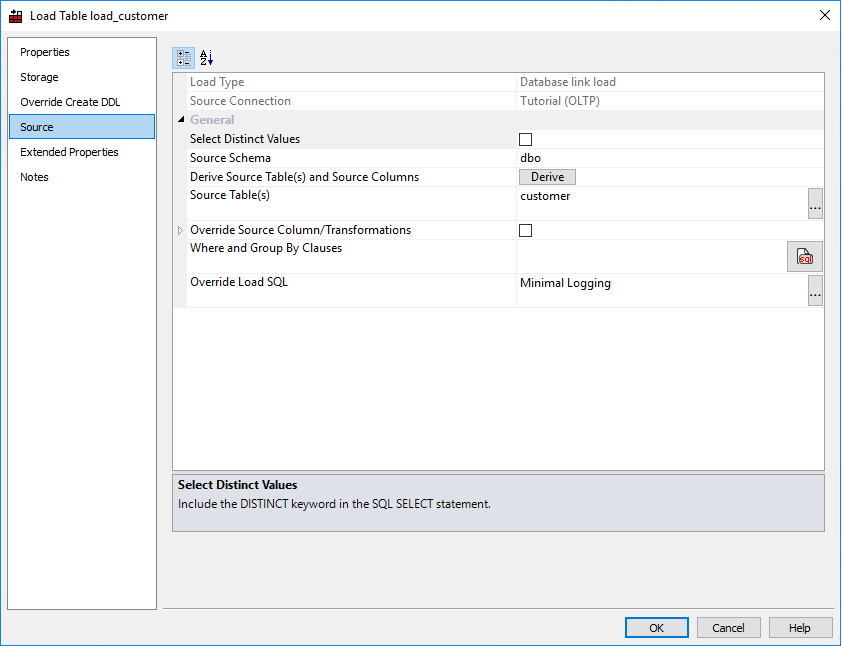 Load Table load_customer
Properties
Storage
Override Create DDL
Source
Extended Properties
Notes
Load Type Database link load
Source Connection Tutorial (OLTP)
General
Select Distinct Values
Source Schema dbo
Derive Source Table(s) and Source Columns Derive
Source Table(s) customer
...
Override Source Column/Transformations
Where and Group By Clauses
sql
Override Load SQL Minimal Logging
...
Select Distinct Values
Include the DISTINCT keyword in the SQL SELECT statement.
OK Cancel Help